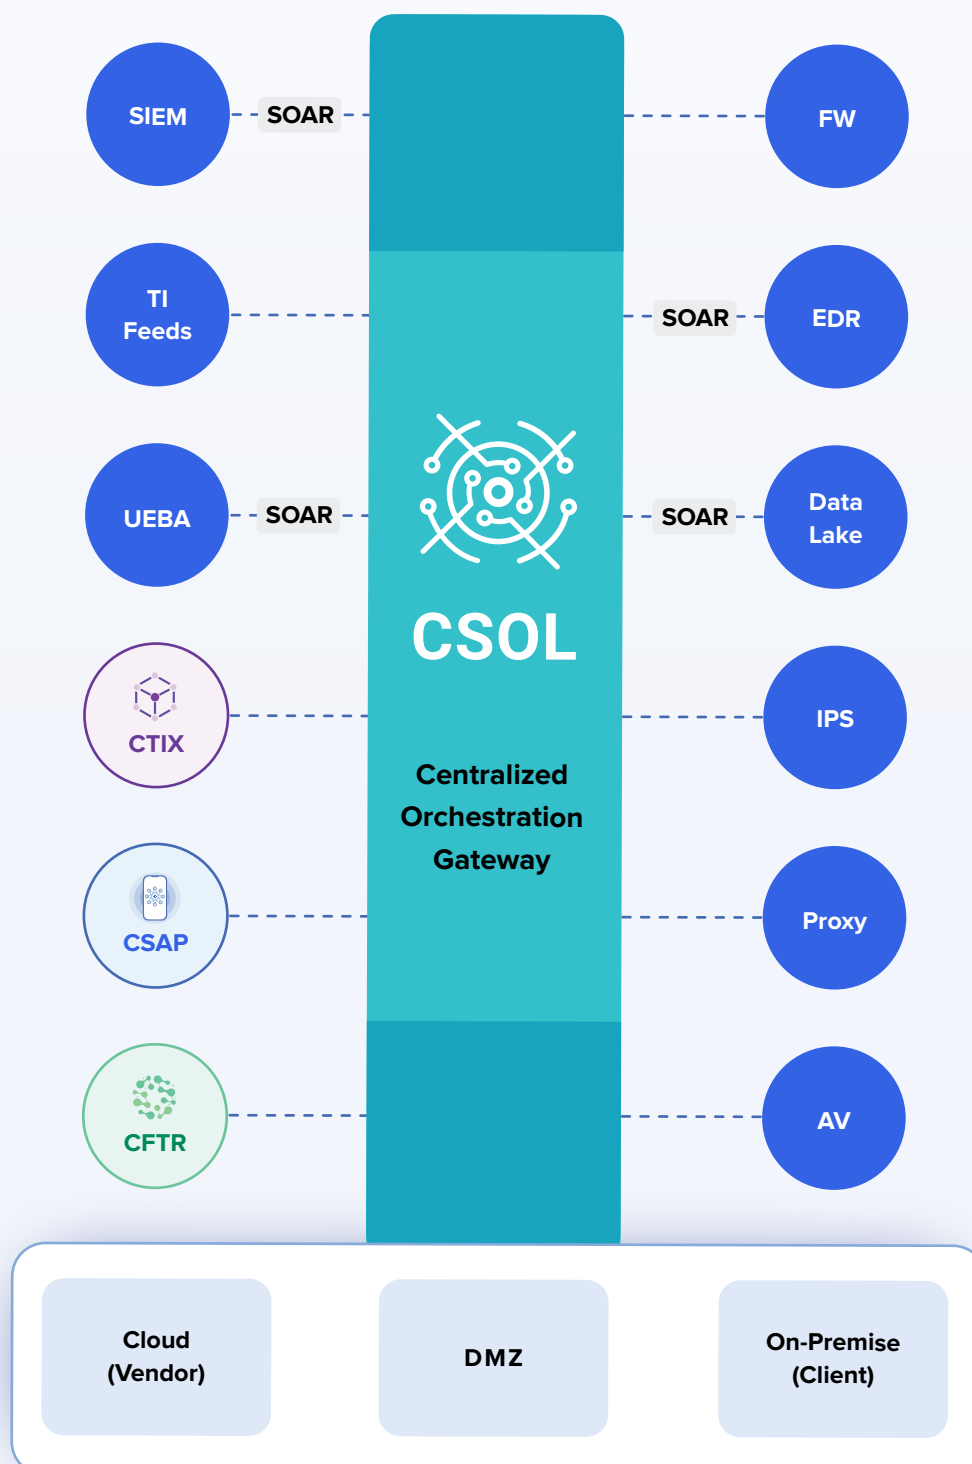 SIEM
SOAR
FW
TI
Feeds
SOAR
EDR
UEBA
SOAR
SOAR
Data
Lake
CSOL
CTIX
IPS
Centralized
Orchestration
Gateway
CSAP
Proxy
CFTR
AV
Cloud
(Vendor)
DMZ
On-Premise
(Client)